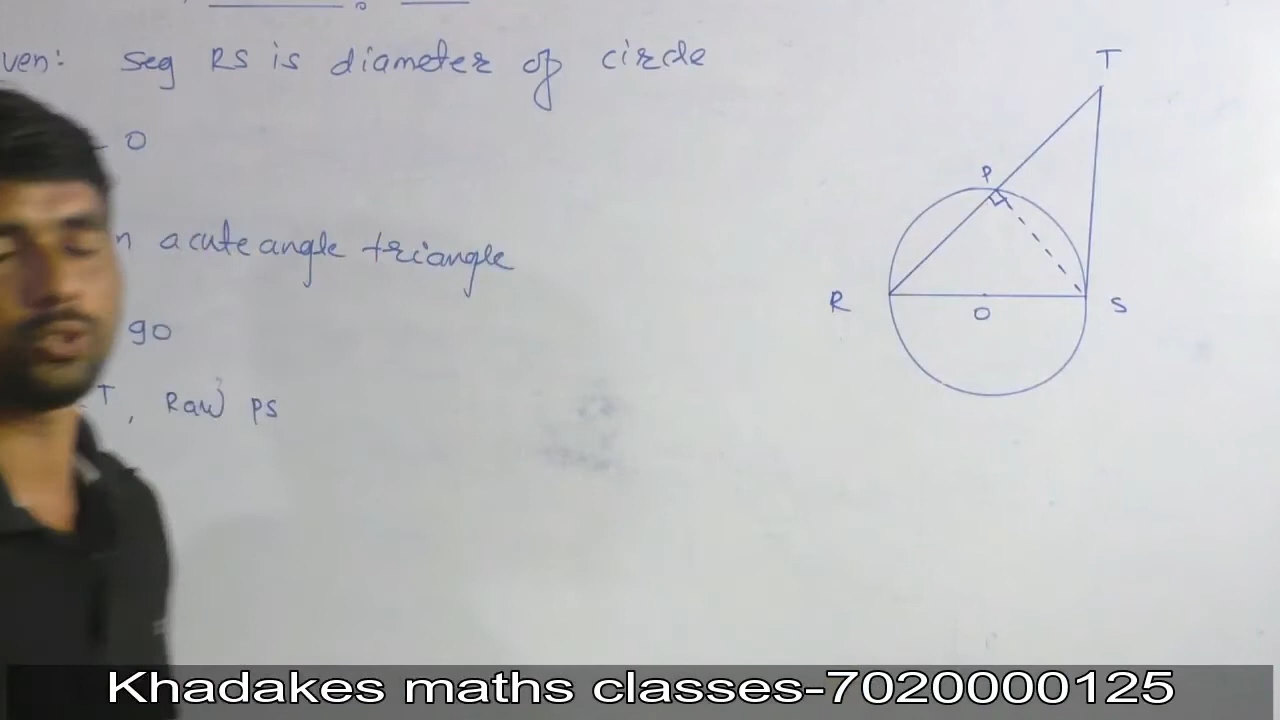 ven: seg RS is diameter of circle
O
n acute angle triangle
90
T, Raw PS
T
P
R
O
S
Khadakes maths classes-7020000125